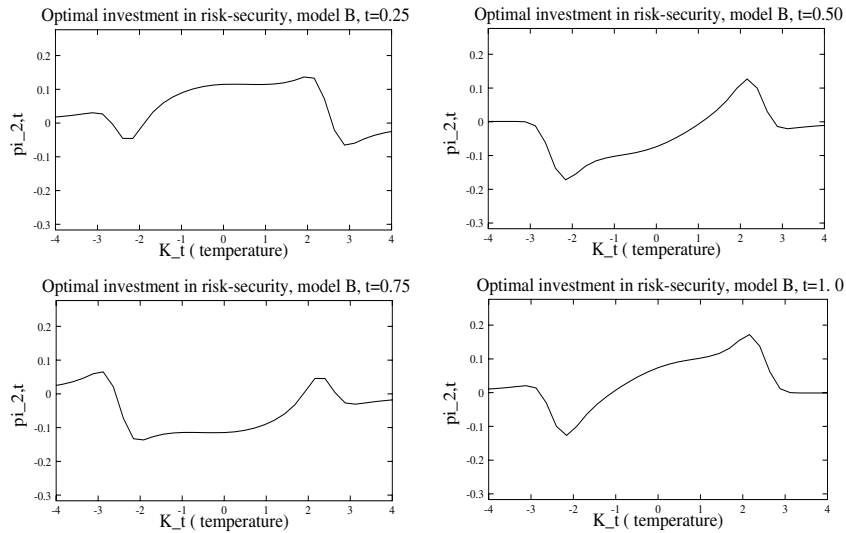 Optimal investment in risk-security, model B, t=0.25
0.2
0.1
0
-0.1
-0.2
-0.3
pi_2,t
-4 -3 -2 -1 0 1 2 3 4
K_t ( temperature)
Optimal investment in risk-security, model B, t=0.50
0.2
0.1
0
-0.1
-0.2
-0.3
pi_2,t
-4 -3 -2 -1 0 1 2 3 4
K_t ( temperature)
Optimal investment in risk-security, model B, t=0.75
0.2
0.1
0
-0.1
-0.2
-0.3
pi_2,t
-4 -3 -2 -1 0 1 2 3 4
K_t ( temperature)
Optimal investment in risk-security, model B, t=1. 0
0.2
0.1
0
-0.1
-0.2
-0.3
pi_2,t
-4 -3 -2 -1 0 1 2 3 4
K_t ( temperature)